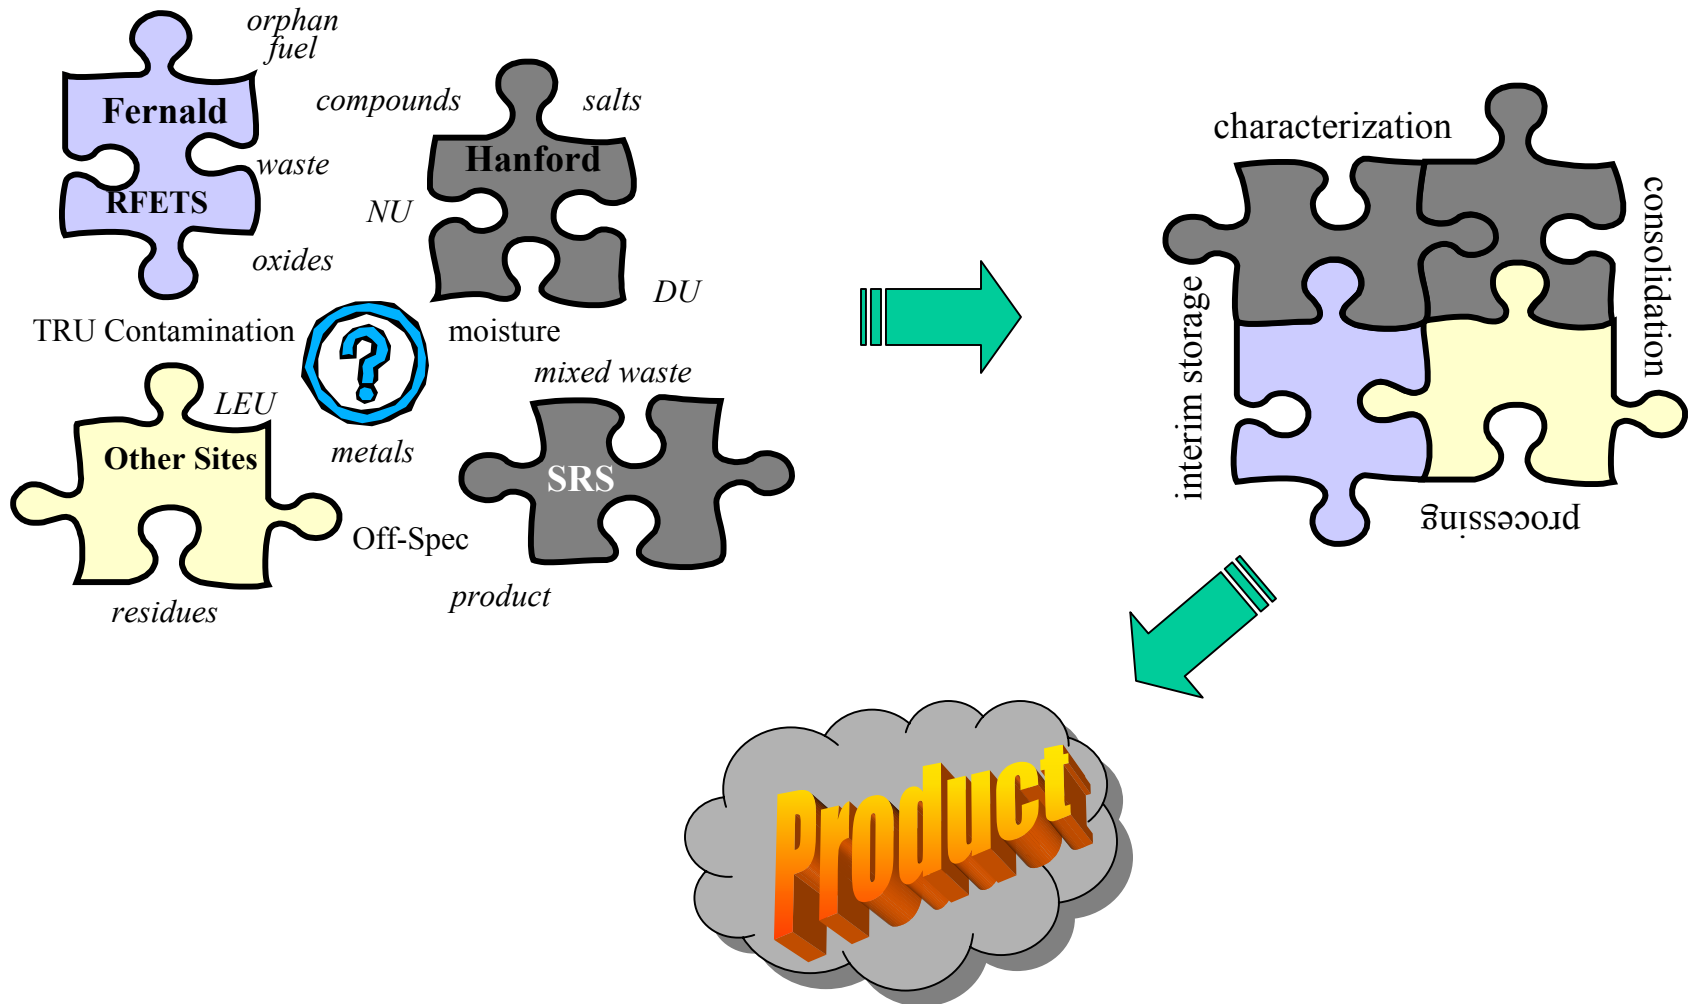 orphan
fuel
Fernald
compounds
salts
waste
Hanford
RFETS
NU
oxides
DU
TRU Contamination
moisture
mixed waste
LEU
metals
Other Sites
SRS
Off-Spec
product
residues
characterization
consolidation
interim storage
processing
Product